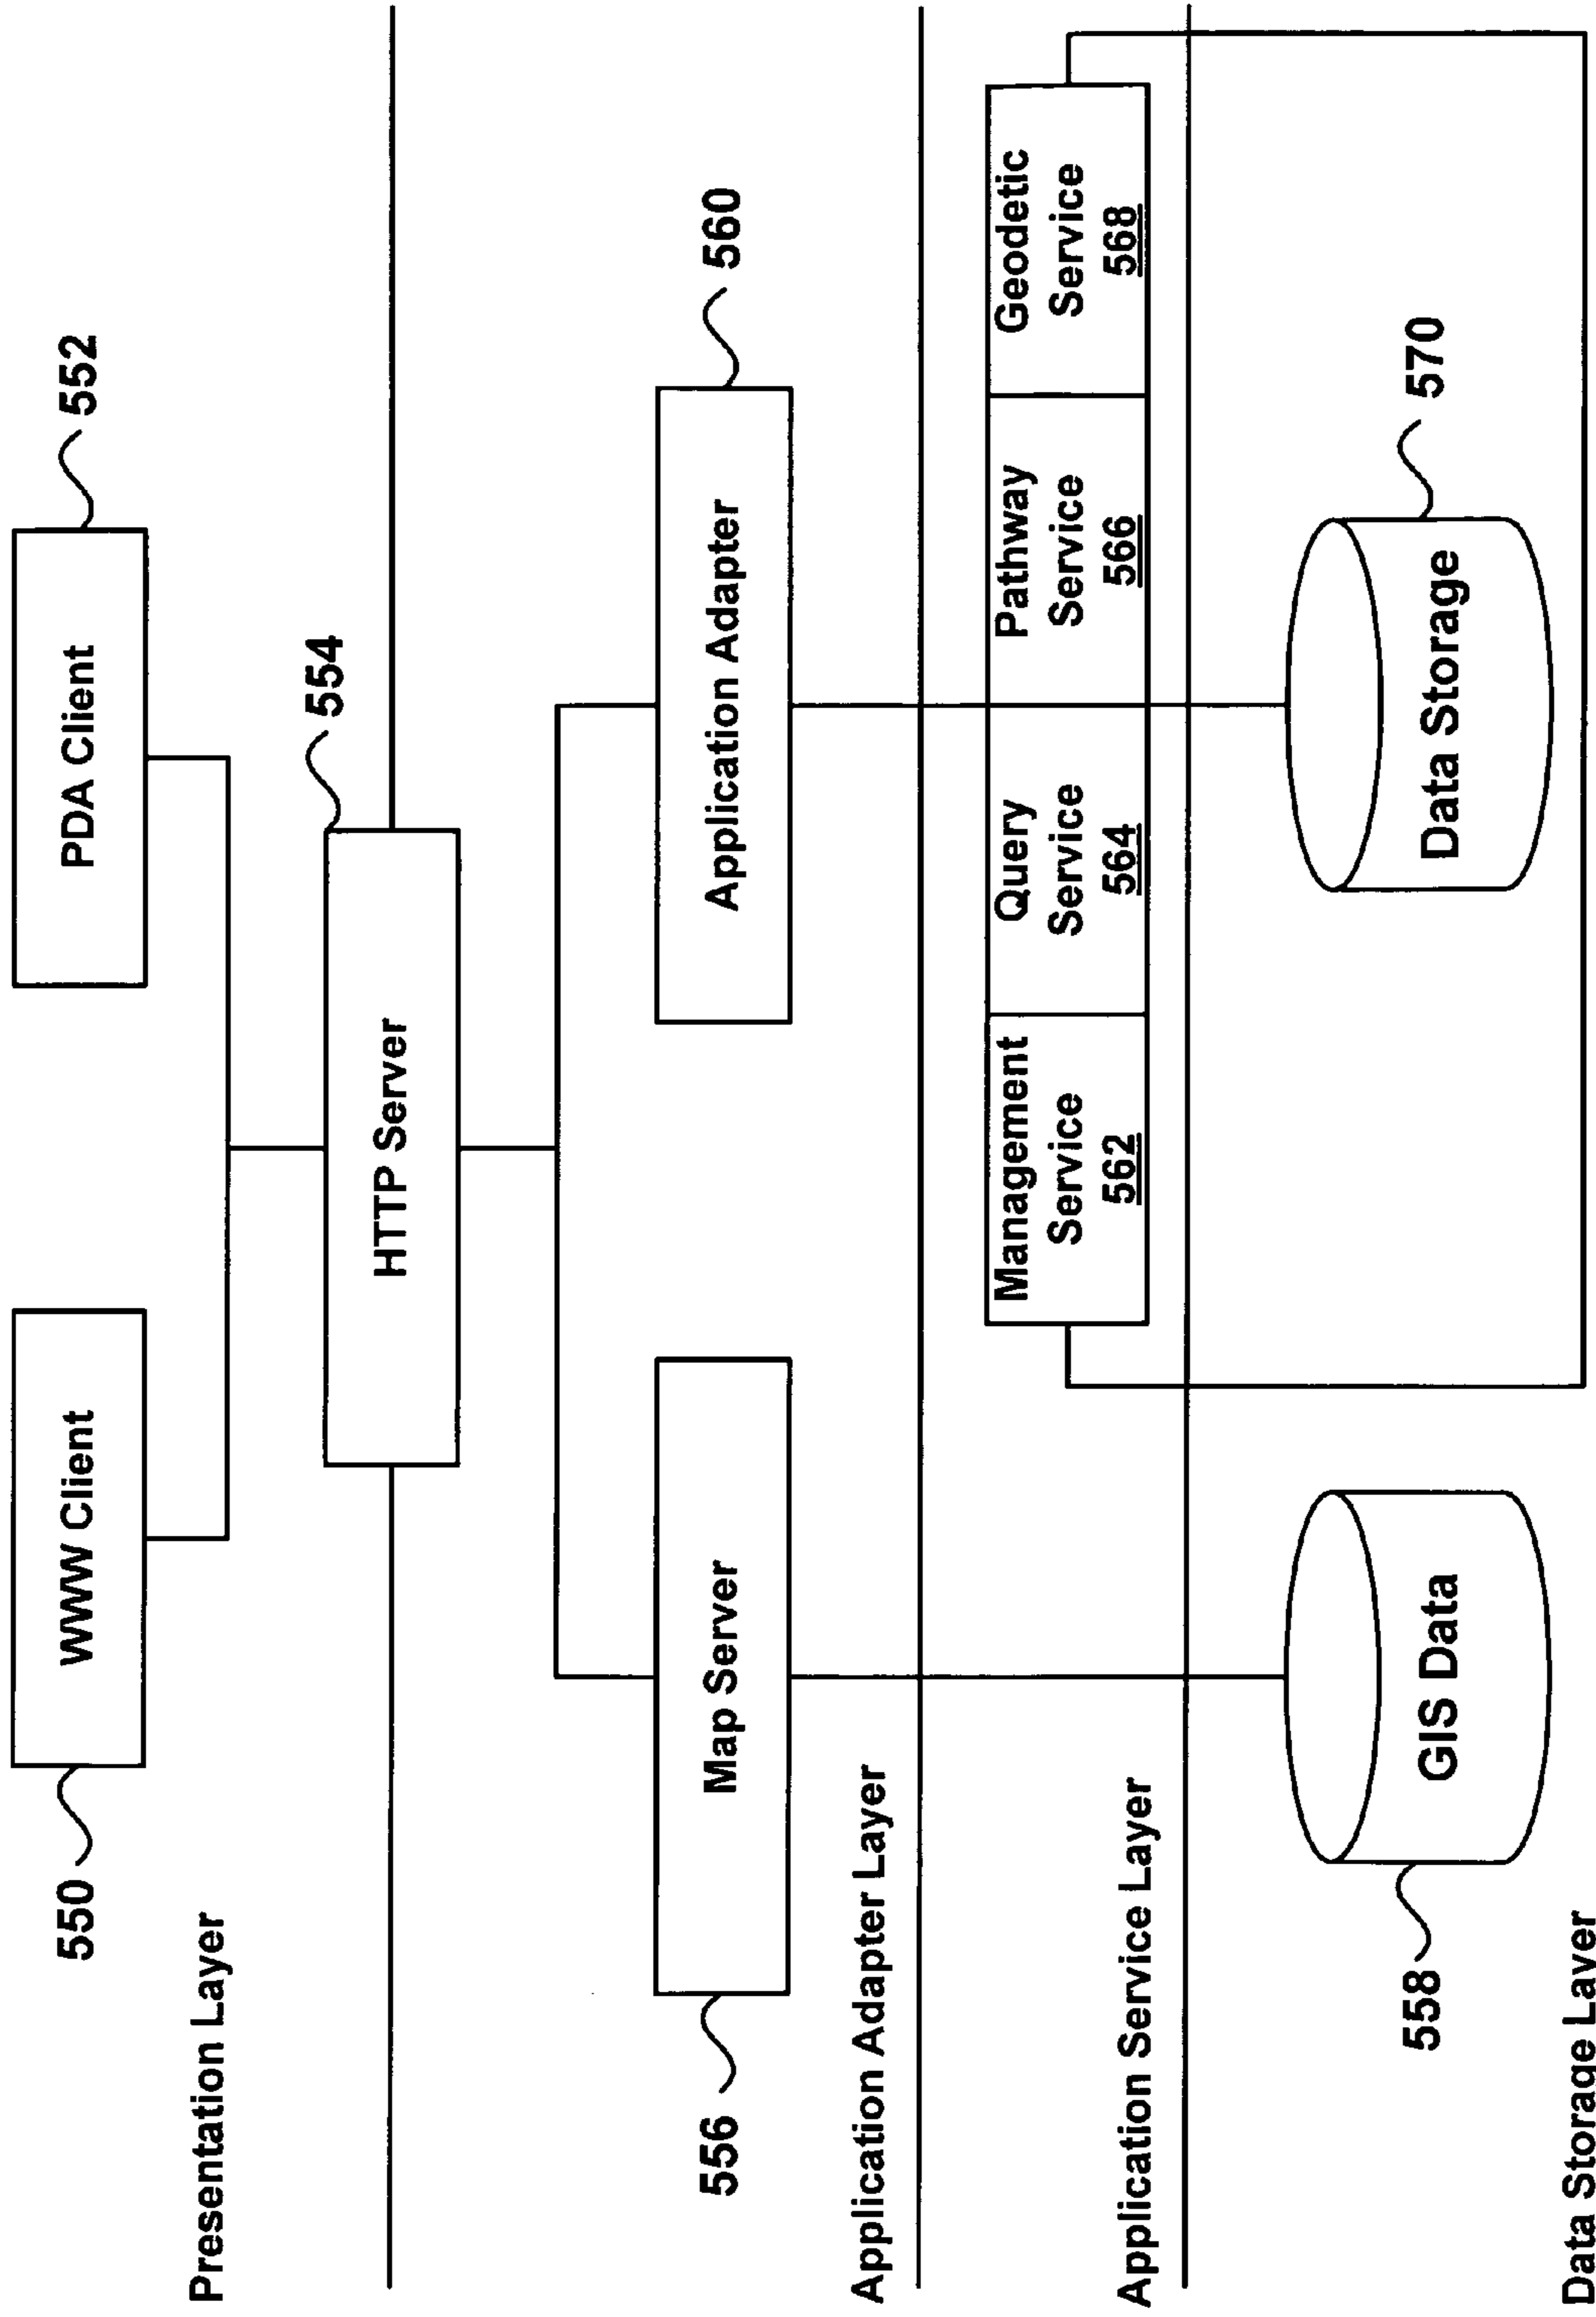 550
WWW Client
PDA Client
552
Presentation Layer
554
HTTP Server
556
Map Server
Application Adapter
560
Application Adapter Layer
Management
Service
562
Query
Service
564
Pathway
Service
566
Geodetic
Service
568
Application Service Layer
558
GIS Data
Data Storage
570
Data Storage Layer